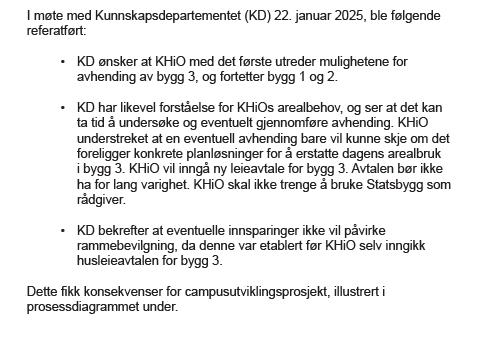 I møte med Kunnskapsdepartementet (KD) 22. januar 2025, ble følgende
referatført:
• KD ønsker at KHiO med det første utreder mulighetene for
avhending av bygg 3, og fortetter bygg 1 og 2.
• KD har likevel forståelse for KHiOs arealbehov, og ser at det kan
ta tid å undersøke og eventuelt gjennomføre avhending. KHiO
understreket at en eventuell avhending bare vil kunne skje om det
foreligger konkrete planløsninger for å erstatte dagens arealbruk
i bygg 3. KHiO vil inngå ny leieavtale for bygg 3. Avtalen bør ikke
ha for lang varighet. KHiO skal ikke trenge å bruke Statsbygg som
rådgiver.
• KD bekrefter at eventuelle innsparinger ikke vil påvirke
rammebevilgning, da denne var etablert før KHiO selv inngikk
husleieavtalen for bygg 3.
Dette fikk konsekvenser for campusutviklingsprosjekt, illustrert i
prosessdiagrammet under.